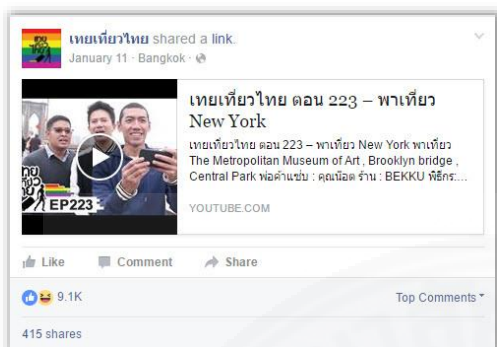 เทยเที่ยวไทย shared a link.
January 11 · Bangkok ·
เทยเที่ยวไทย ตอน 223 – พาเที่ยว
New York
เทยเที่ยวไทย ตอน 223 – พาเที่ยว New York พาเที่ยว
The Metropolitan Museum of Art , Brooklyn bridge ,
Central Park พ่อค้าแซ่บ : คุณน๊อต ร้าน : BEKKU พิธีกร:...
YOUTUBE.COM
EP223
Like Comment Share
9.1K Top Comments
415 shares